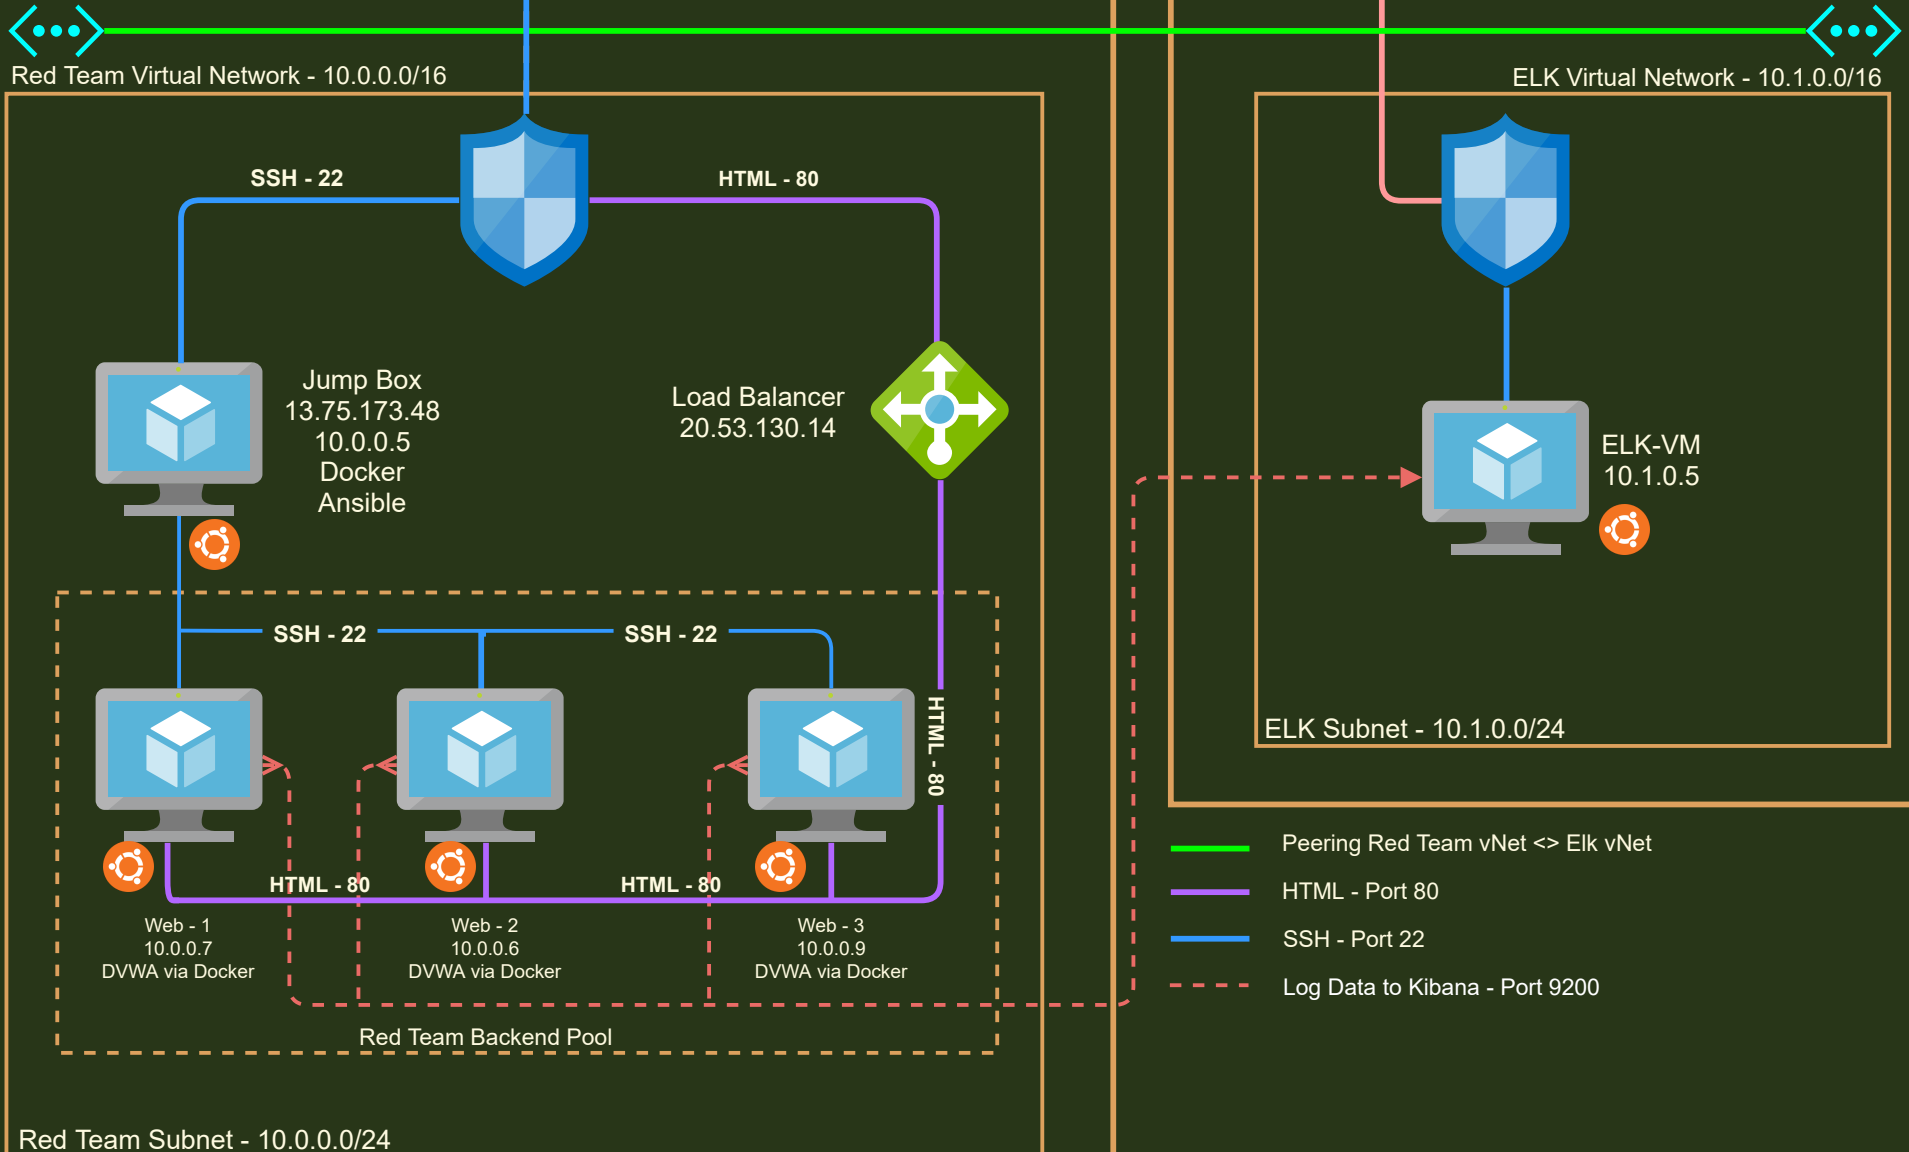 Red Team Virtual Network - 10.0.0.0/16
ELK Virtual Network - 10.1.0.0/16
SSH - 22
HTML - 80
Jump Box
13.75.173.48
10.0.0.5
Docker
Ansible
Load Balancer
20.53.130.14
ELK-VM
10.1.0.5
SSH - 22
SSH - 22
HTML - 80
ELK Subnet - 10.1.0.0/24
HTML - 80
HTML - 80
Web - 1
10.0.0.7
DVWA via Docker
Web - 2
10.0.0.6
DVWA via Docker
Web - 3
10.0.0.9
DVWA via Docker
Red Team Backend Pool
Red Team Subnet - 10.0.0.0/24
Peering Red Team vNet <> Elk vNet
HTML - Port 80
SSH - Port 22
Log Data to Kibana - Port 9200